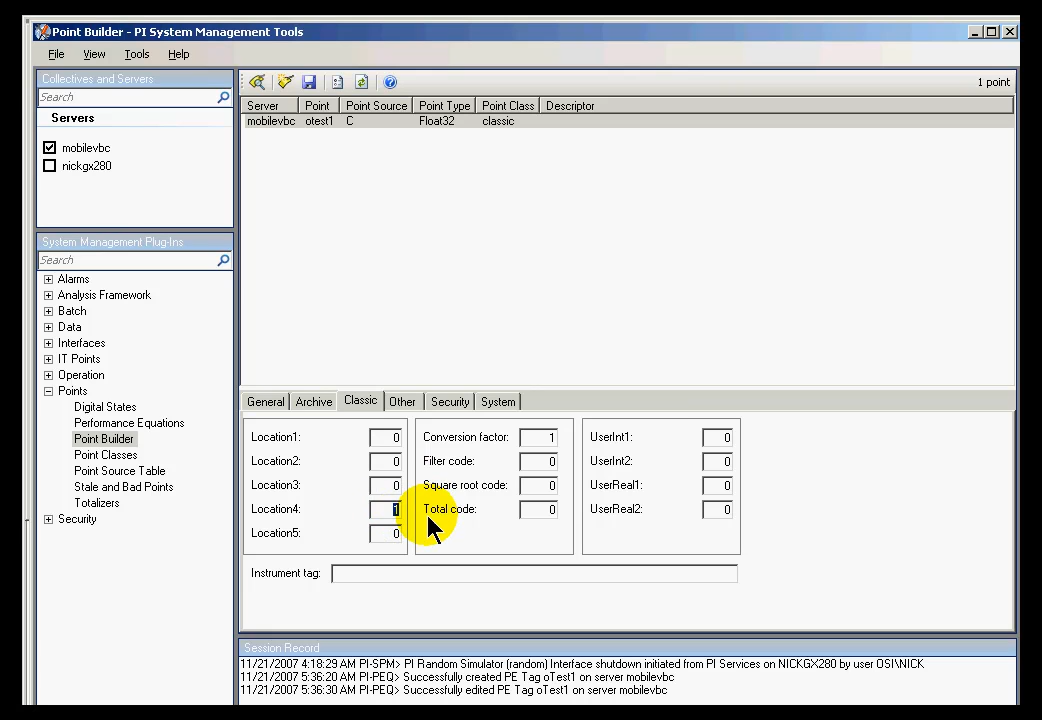 Point Builder - PI System Management Tools
File View Tools Help
Collectives and Servers
Search
Servers
mobilevbc
nickgx280
System Management Plug-Ins
Search
Alarms
Analysis Framework
Batch
Data
Interfaces
IT Points
Operation
Points
Digital States
Performance Equations
Point Builder
Point Classes
Point Source Table
Stale and Bad Points
Totalizers
Security
1 point
Server Point Point Source Point Type Point Class Descriptor
mobilevbc otest1 C Float32 classic
General Archive Classic Other Security System
Location1: 0 Conversion factor: 1 UserInt1: 0
Location2: 0 Filter code: 0 UserInt2: 0
Location3: 0 Square root code: 0 UserReal1: 0
Location4: 1 Total code: 0 UserReal2: 0
Location5: 0
Instrument tag:
Session Record
11/21/2007 4:18:29 AM PI-SPM> PI Random Simulator (random) Interface shutdown initiated from PI Services on NICKGX280 by user OSI\NICK
11/21/2007 5:36:20 AM PI-PEQ> Successfully created PE Tag oTest1 on server mobilevbc
11/21/2007 5:36:30 AM PI-PEQ> Successfully edited PE Tag oTest1 on server mobilevbc